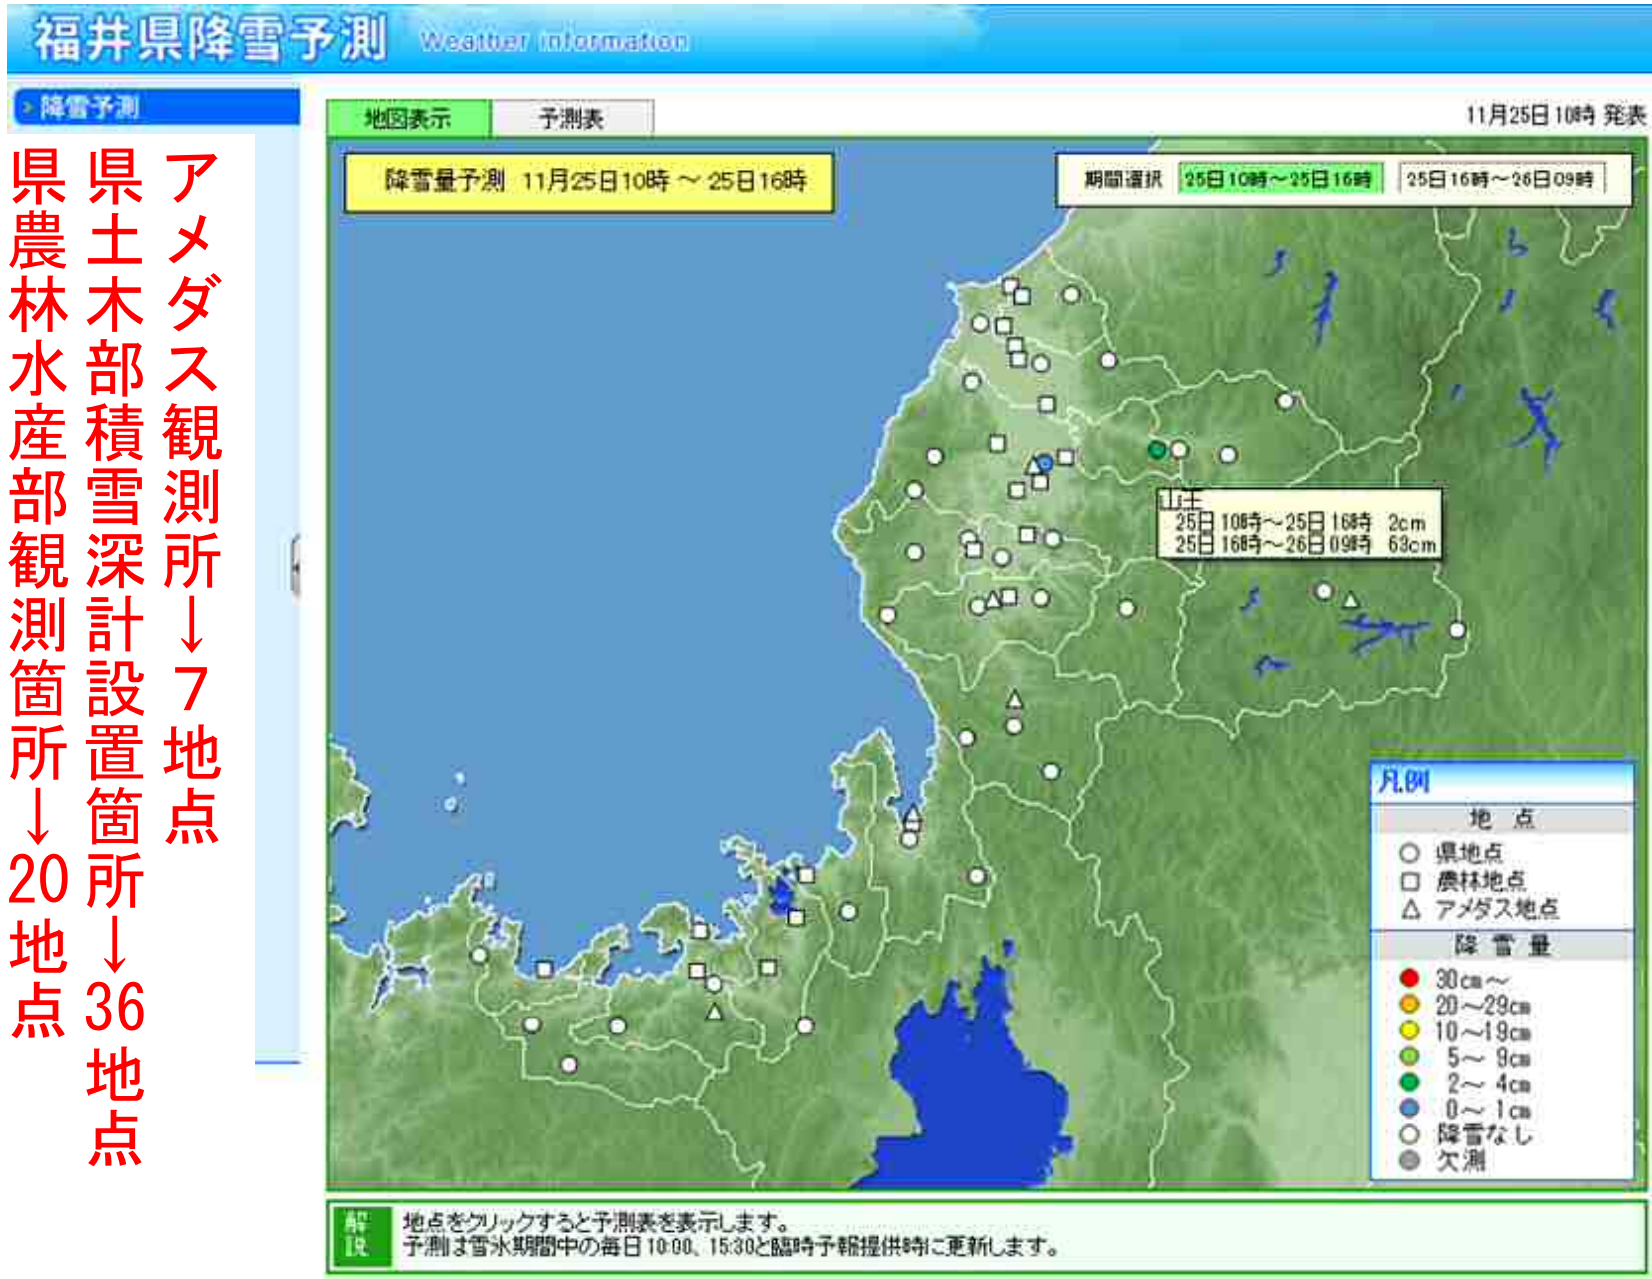 福井県降雪予測
Weather information
降雪予測
アメダス観測所→7地点
県土木部積雪深計設置箇所→36地点
県農林水産部観測箇所→20地点
地図表示
予測表
11月25日10時 発表
降雪量予測 11月25日10時 ～ 25日16時
期間選択
25日10時～25日16時
25日16時～26日09時
山王
25日10時～25日16時 2cm
25日16時～26日09時 63cm
凡例
地 点
○ 県地点
□ 農林地点
△ アメダス地点
降 雪 量
30cm～
20～29cm
10～19cm
5～ 9cm
2～ 4cm
0～ 1cm
降雪なし
欠測
解説
地点をクリックすると予測表を表示します。
予測は雪氷期間中の毎日10:00、15:30と臨時予報提供時に更新します。